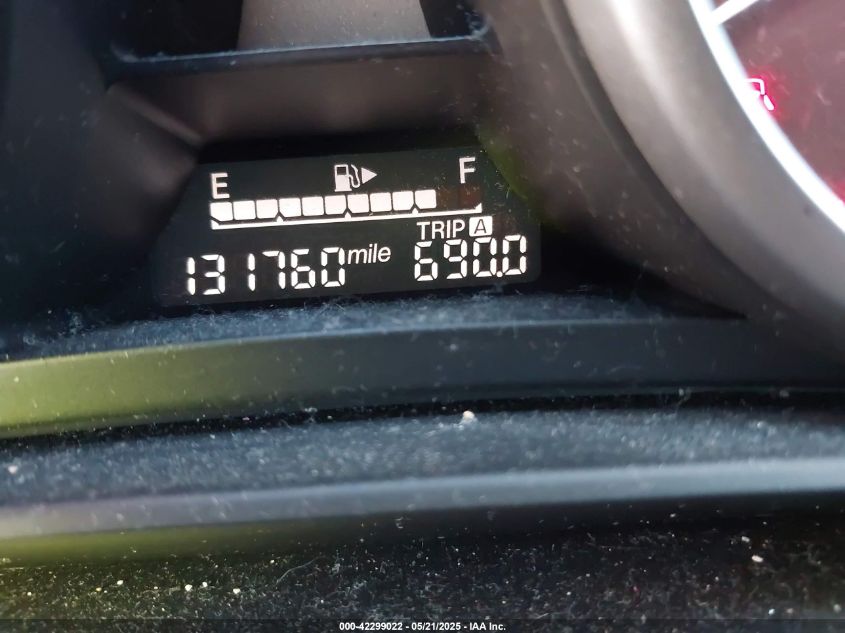 E F
TRIP A
131760 mile 690.0
000-42299022 - 05/21/2025 - IAA Inc.